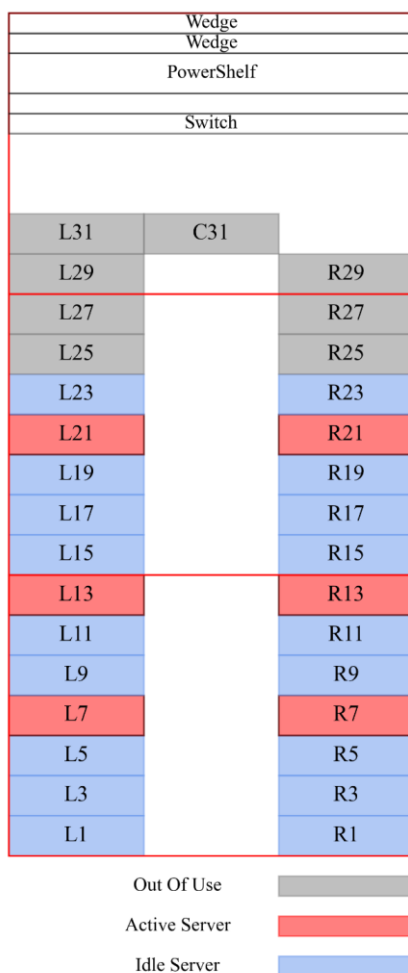 Wedge
Wedge
PowerShelf
Switch
L31 C31
L29 R29
L27 R27
L25 R25
L23 R23
L21 R21
L19 R19
L17 R17
L15 R15
L13 R13
L11 R11
L9 R9
L7 R7
L5 R5
L3 R3
L1 R1
Out Of Use
Active Server
Idle Server